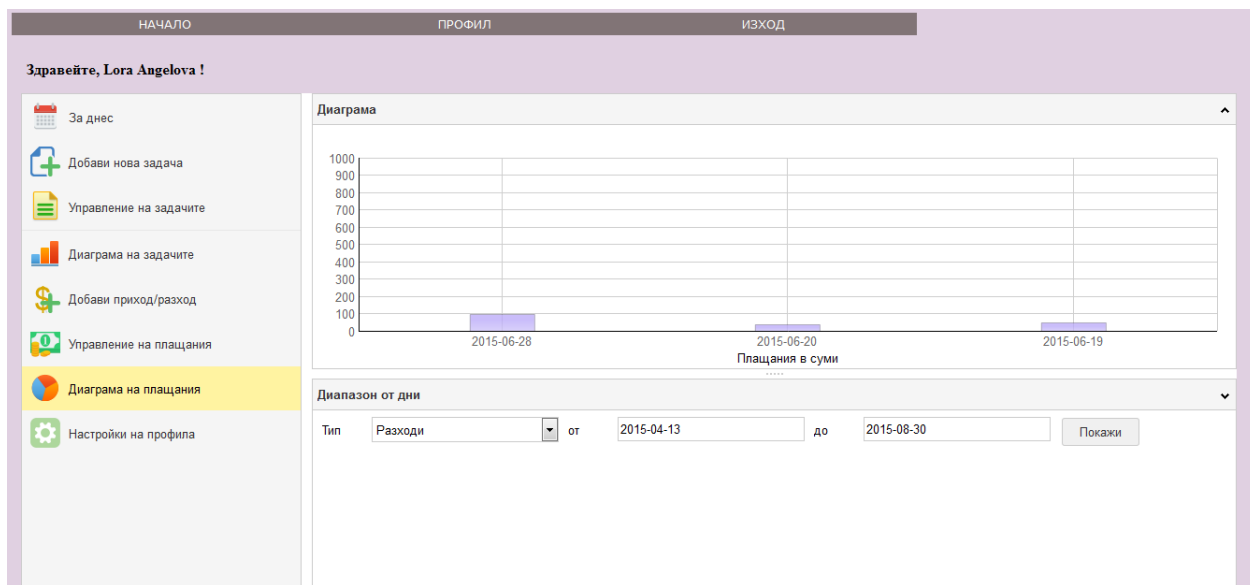 НАЧАЛО ПРОФИЛ ИЗХОД
Здравейте, Lora Angelova !
За днес
Добави нова задача
Управление на задачите
Диаграма на задачите
Добави приход/разход
Управление на плащания
Диаграма на плащания
Настройки на профила
Диаграма
1000
900
800
700
600
500
400
300
200
100
0
2015-06-28 2015-06-20 2015-06-19
Плащания в суми
Диапазон от дни
Тип Разходи от 2015-04-13 до 2015-08-30 Покажи